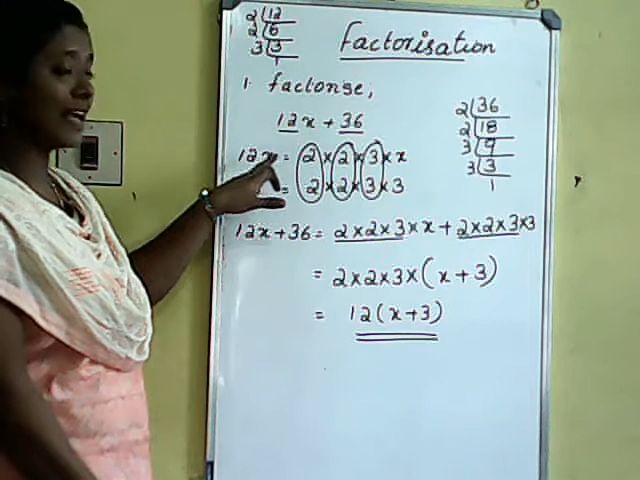 2 | 12
2 | 6
3 | 3
1
Factorisation
1. factorise,
12x + 36
12x = 2 × 2 × 3 × x
= 2 × 2 × 3 × 3
2 | 36
2 | 18
3 | 9
3 | 3
1
12x + 36 = 2×2×3×x + 2×2×3×3
= 2×2×3×(x+3)
= 12(x+3)